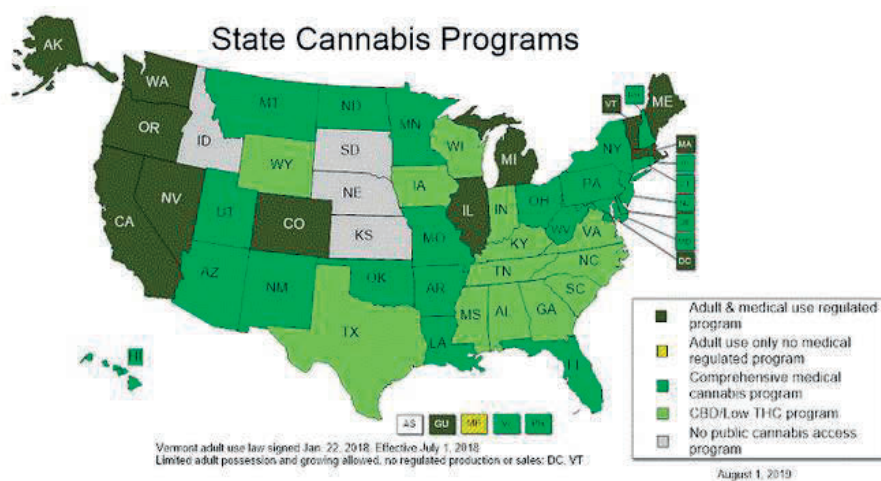 State Cannabis Programs
AK
WA
OR
CA
NV
ID
MT
WY
UT
AZ
CO
NM
ND
SD
NE
KS
OK
TX
MN
IA
MO
AR
LA
WI
IL
MI
IN
OH
KY
TN
MS
AL
GA
FL
SC
NC
VA
WV
PA
NY
VT
ME
MA
DC
HI
AS
GU
MP
VI
PR
Adult & medical use regulated
program
Adult use only no medical
regulated program
Comprehensive medical
cannabis program
CBD/Low THC program
No public cannabis access
program
Vermont adult use law signed Jan. 22, 2018. Effective July 1, 2018
Limited adult possession and growing allowed, no regulated production or sales: DC, VT
August 1, 2019